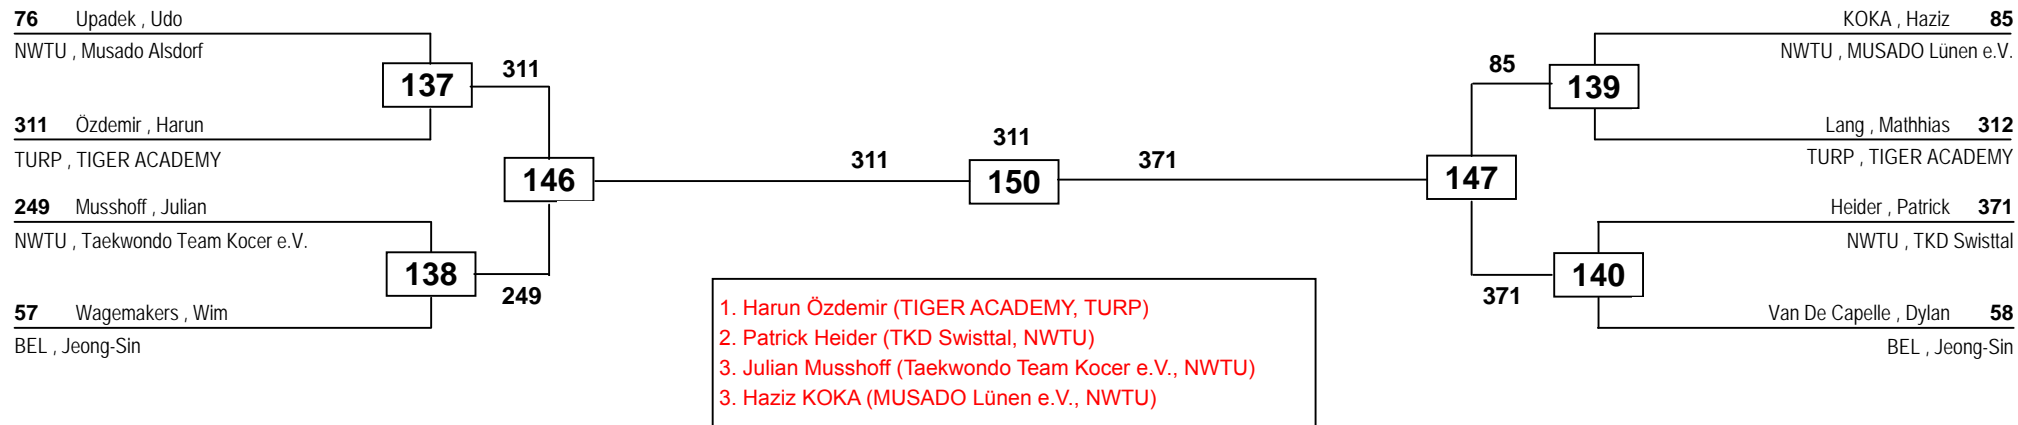 76 Upadek , Udo
NWTU , Musado Alsdorf
137
311
311 Özdemir , Harun
TURP , TIGER ACADEMY
146
249 Musshoff , Julian
NWTU , Taekwondo Team Kocer e.V.
138
249
57 Wagemakers , Wim
BEL , Jeong-Sin
311
311
150
371
KOKA , Haziz 85
NWTU , MUSADO Lünen e.V.
85
139
Lang , Mathhias 312
TURP , TIGER ACADEMY
147
Heider , Patrick 371
NWTU , TKD Swisttal
140
371
Van De Capelle , Dylan 58
BEL , Jeong-Sin
1. Harun Özdemir (TIGER ACADEMY, TURP)
2. Patrick Heider (TKD Swisttal, NWTU)
3. Julian Musshoff (Taekwondo Team Kocer e.V., NWTU)
3. Haziz KOKA (MUSADO Lünen e.V., NWTU)